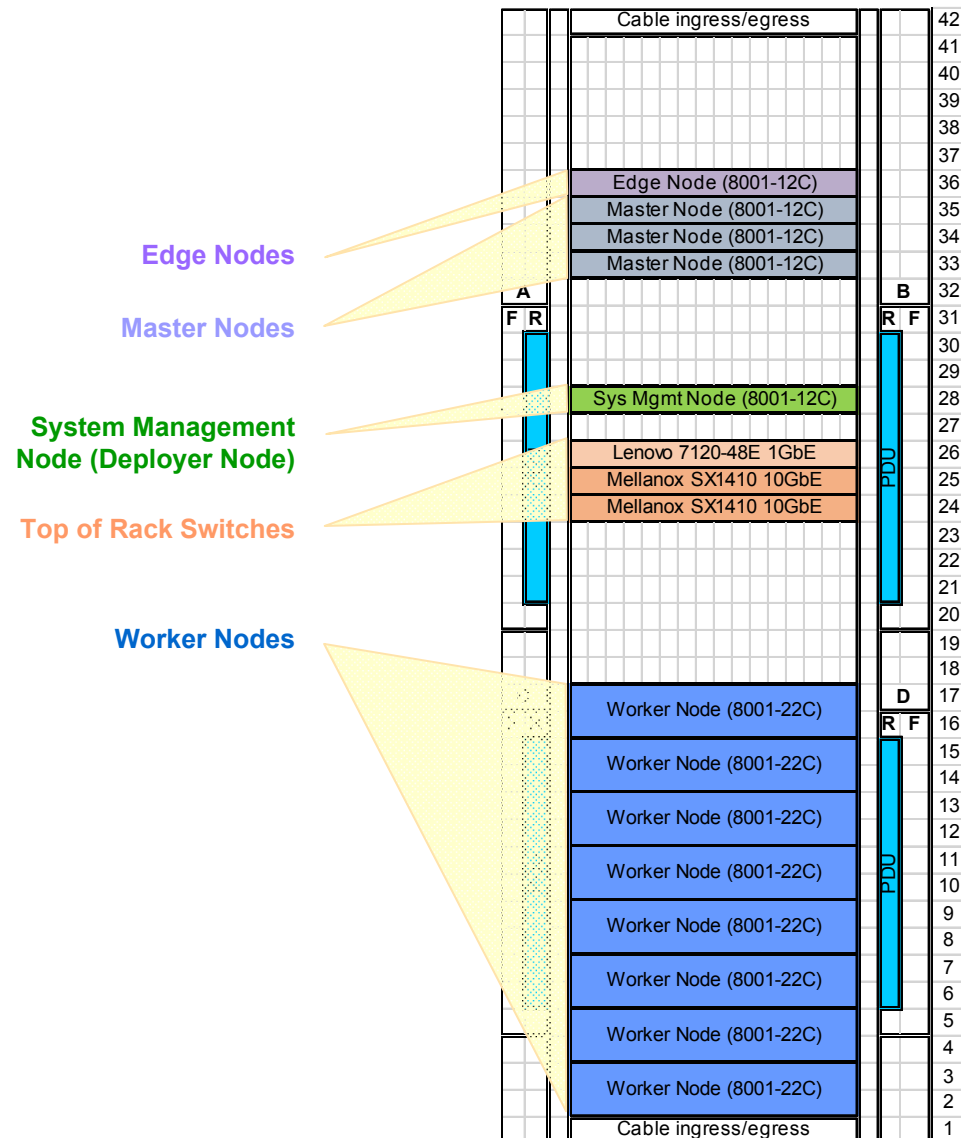 Cable ingress/egress 42
41
40
39
38
37
Edge Node (8001-12C) 36
Master Node (8001-12C) 35
Edge Nodes
Master Node (8001-12C) 34
Master Node (8001-12C) 33
A B 32
Master Nodes
F R R F 31
30
29
Sys Mgmt Node (8001-12C) 28
System Management
Node (Deployer Node)
27
Lenovo 7120-48E 1GbE 26
PDU
Mellanox SX1410 10GbE 25
Mellanox SX1410 10GbE 24
Top of Rack Switches
23
22
21
20
Worker Nodes
19
18
Worker Node (8001-22C)
D 17
R F 16
Worker Node (8001-22C)
15
14
Worker Node (8001-22C)
13
12
Worker Node (8001-22C)
11
PDU
10
Worker Node (8001-22C)
9
8
Worker Node (8001-22C)
7
6
Worker Node (8001-22C)
5
4
Worker Node (8001-22C)
3
2
Cable ingress/egress 1